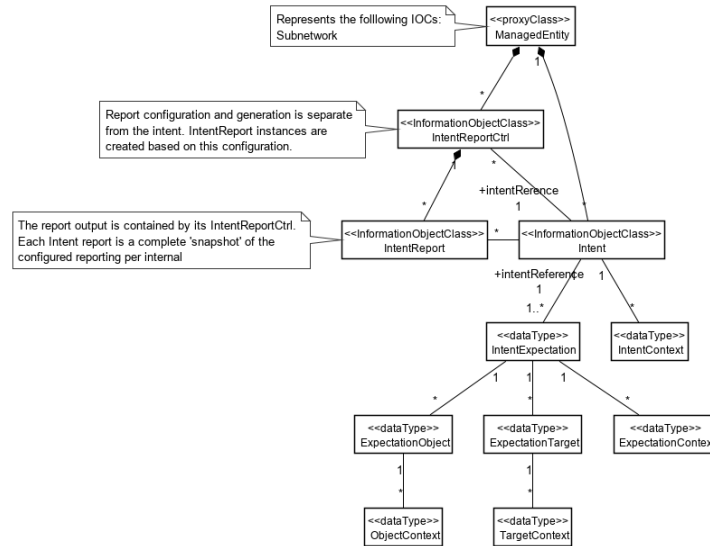 Represents the folllowing IOCs:
Subnetwork
<<proxyClass>>
ManagedEntity
1
*
Report configuration and generation is separate
from the intent. IntentReport instances are
created based on this configuration.
<<InformationObjectClass>>
IntentReportCtrl
1
*
+intentRerence
1
*
*
The report output is contained by its IntentReportCtrl.
Each Intent report is a complete 'snapshot' of the
configured reporting per internal
<<InformationObjectClass>>
IntentReport
*
<<InformationObjectClass>>
Intent
+intentReference
1
1
1..*
*
<<dataType>>
IntentExpectation
<<dataType>>
IntentContext
1
1
1
*
*
*
<<dataType>>
ExpectationObject
<<dataType>>
ExpectationTarget
<<dataType>>
ExpectationContext
1
1
*
*
<<dataType>>
ObjectContext
<<dataType>>
TargetContext